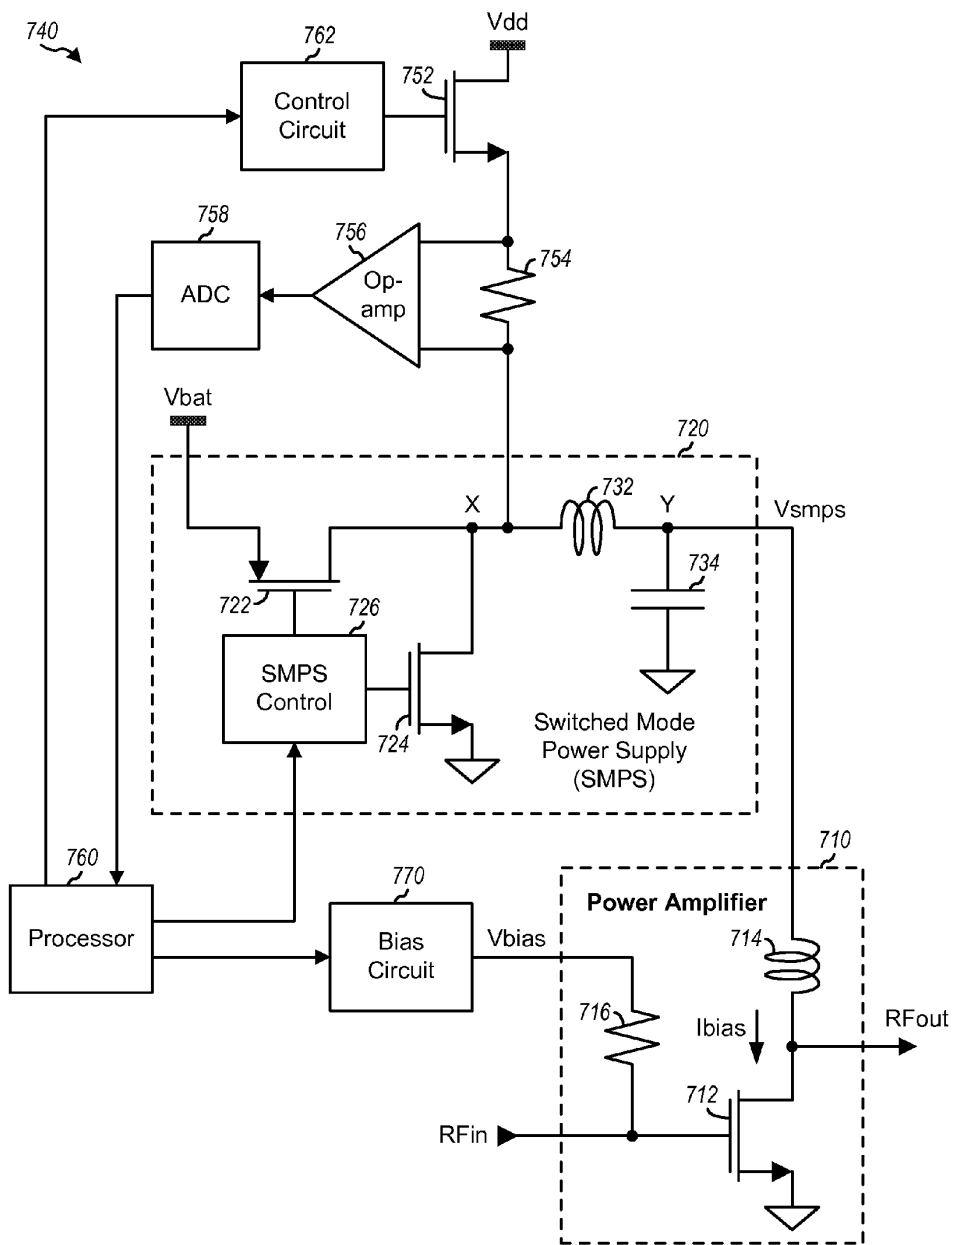 740
762
Vdd
752
Control
Circuit
758
756
754
ADC
Op-
amp
Vbat
720
X
732
Y
Vsmps
734
722
726
SMPS
Control
724
Switched Mode
Power Supply
(SMPS)
760
710
770
Power Amplifier
Processor
Bias
Circuit
Vbias
714
716
Ibias
RFout
712
RFin